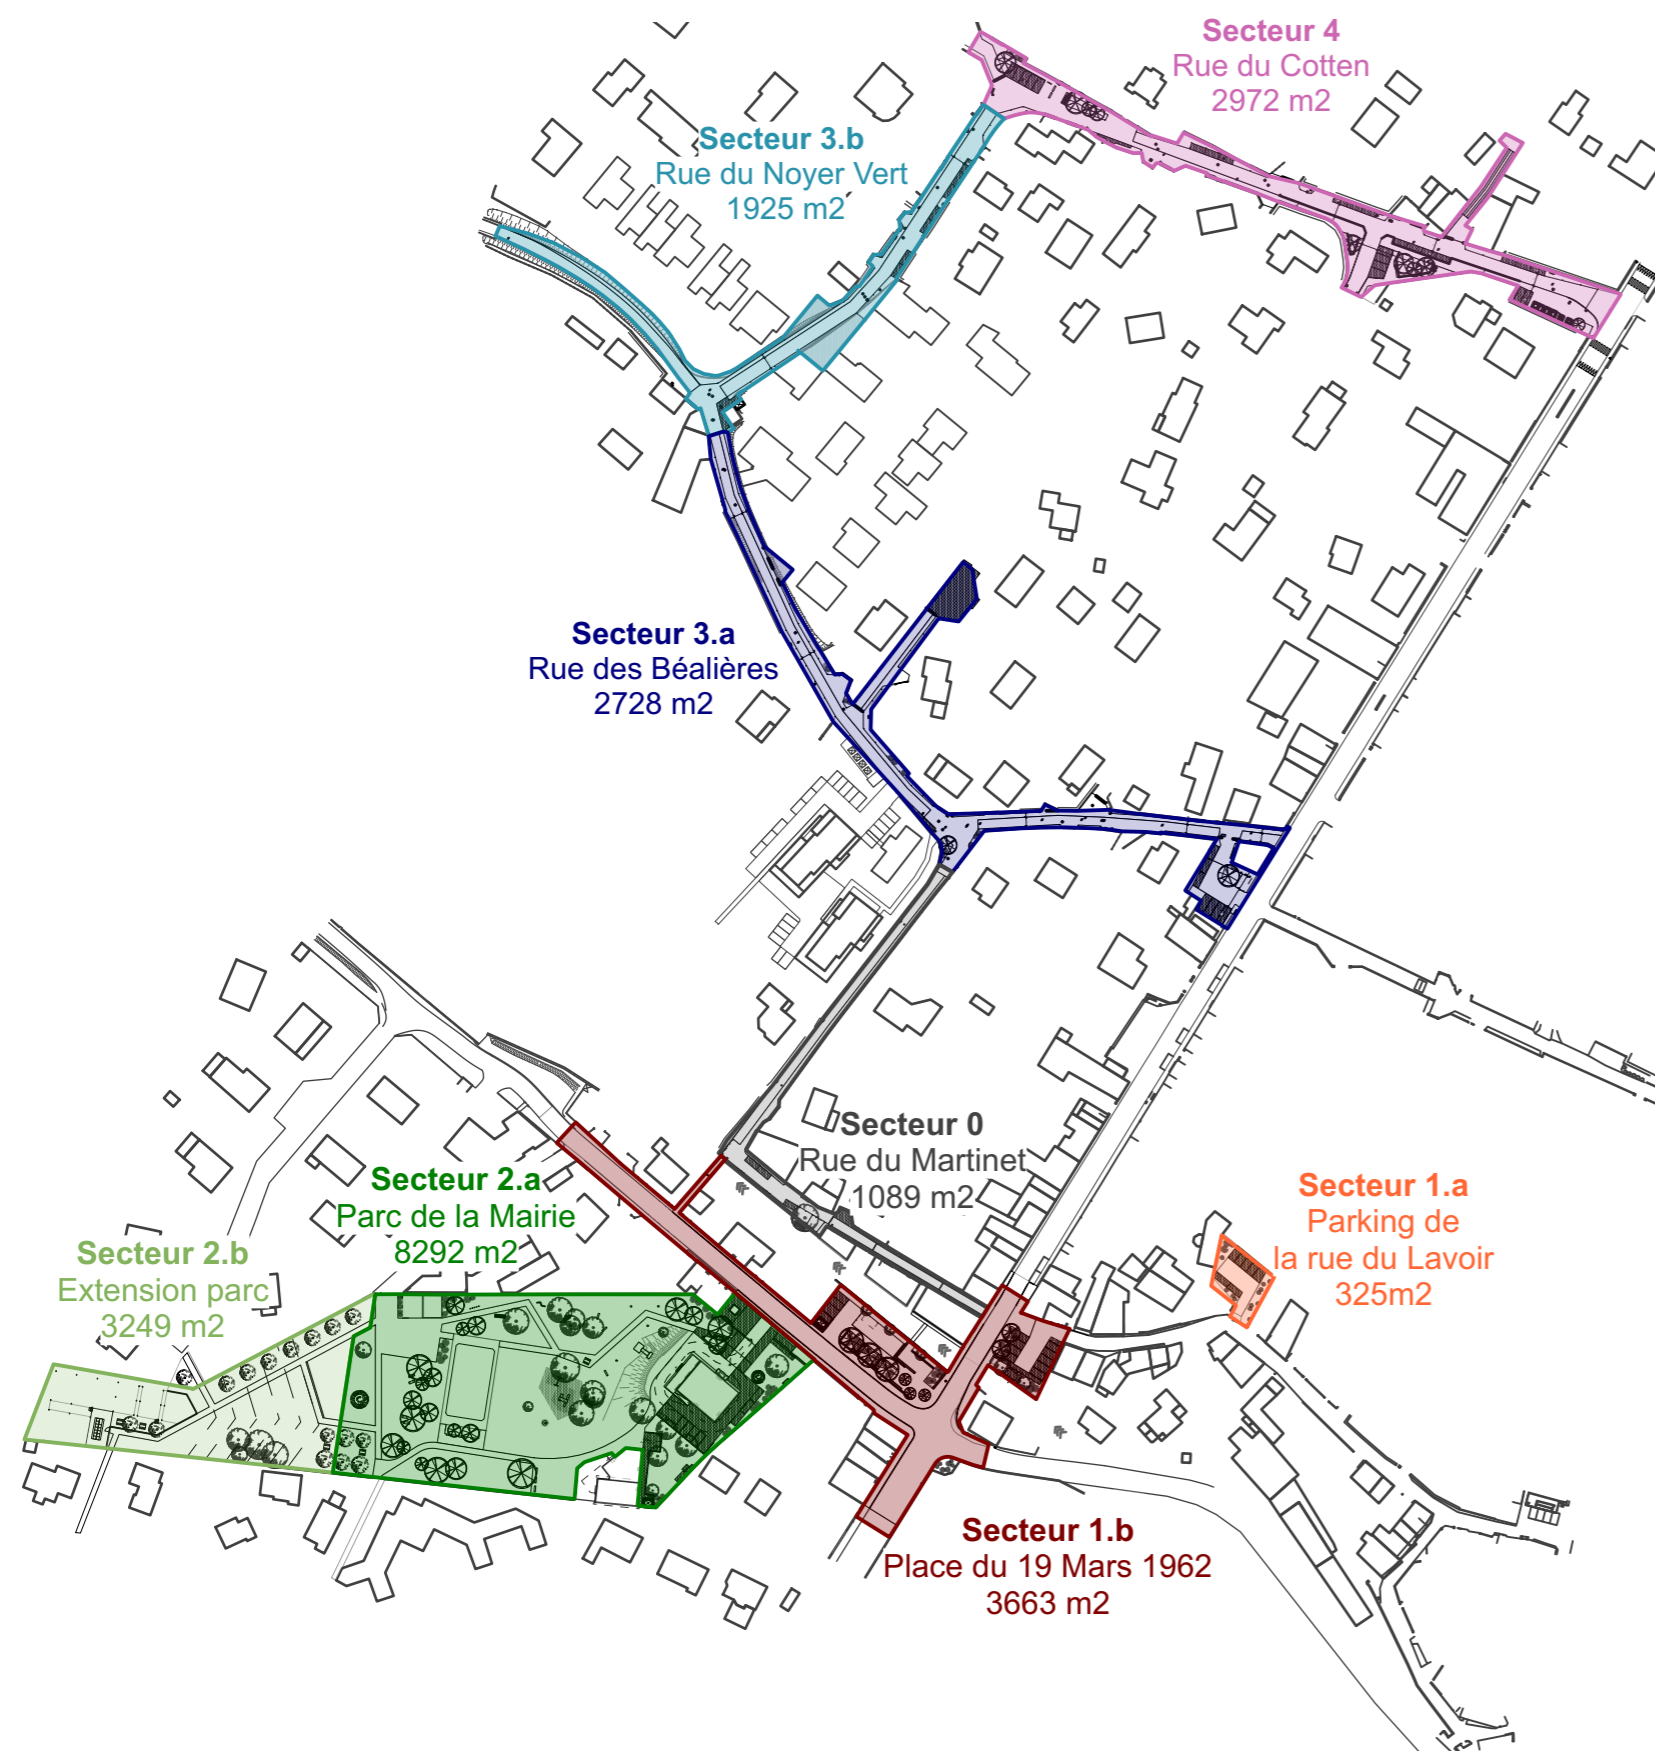 Secteur 4
Rue du Cotten
2972 m2
Secteur 3.b
Rue du Noyer Vert
1925 m2
Secteur 3.a
Rue des Béalières
2728 m2
Secteur 0
Rue du Martinet
1089 m2
Secteur 2.a
Parc de la Mairie
8292 m2
Secteur 1.a
Parking de
la rue du Lavoir
325m2
Secteur 2.b
Extension parc
3249 m2
Secteur 1.b
Place du 19 Mars 1962
3663 m2